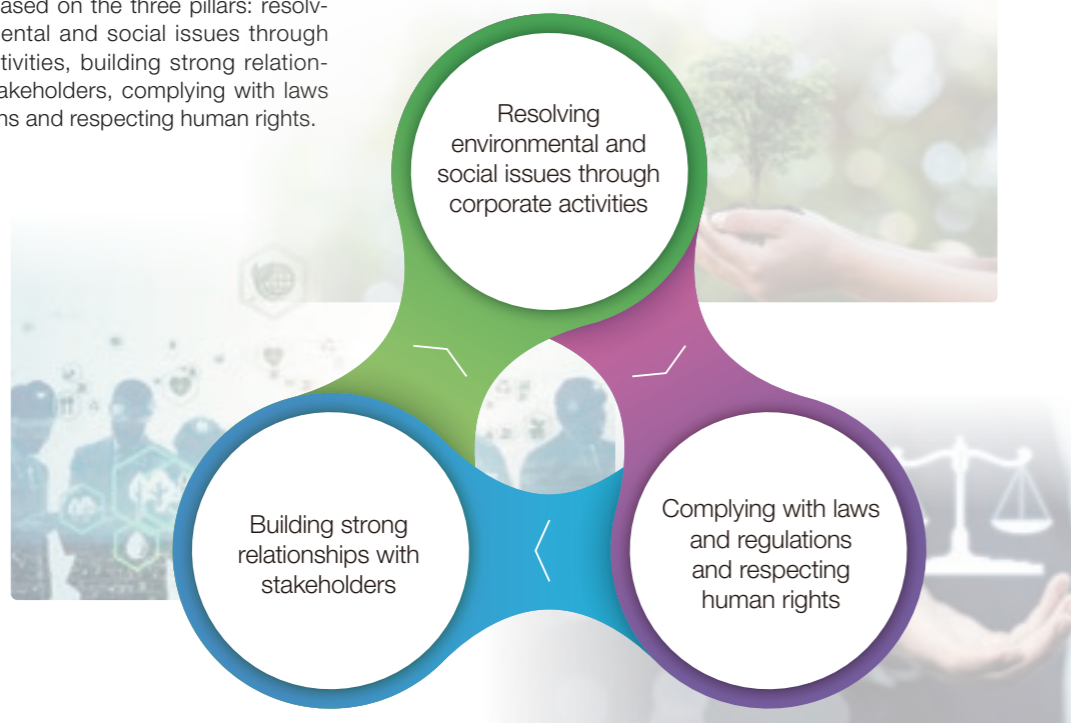 ased on the three pillars: resolv-
ental and social issues through
tivities, building strong relation-
akeholders, complying with laws
ns and respecting human rights.
Resolving
environmental and
social issues through
corporate activities
Building strong
relationships with
stakeholders
Complying with laws
and regulations
and respecting
human rights